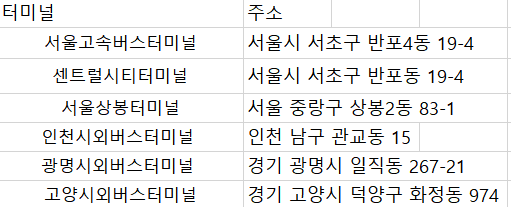 터미널 주소
서울고속버스터미널 서울시 서초구 반포4동 19-4
센트럴시티터미널 서울시 서초구 반포동 19-4
서울상봉터미널 서울 중랑구 상봉2동 83-1
인천시외버스터미널 인천 남구 관교동 15
광명시외버스터미널 경기 광명시 일직동 267-21
고양시외버스터미널 경기 고양시 덕양구 화정동 974